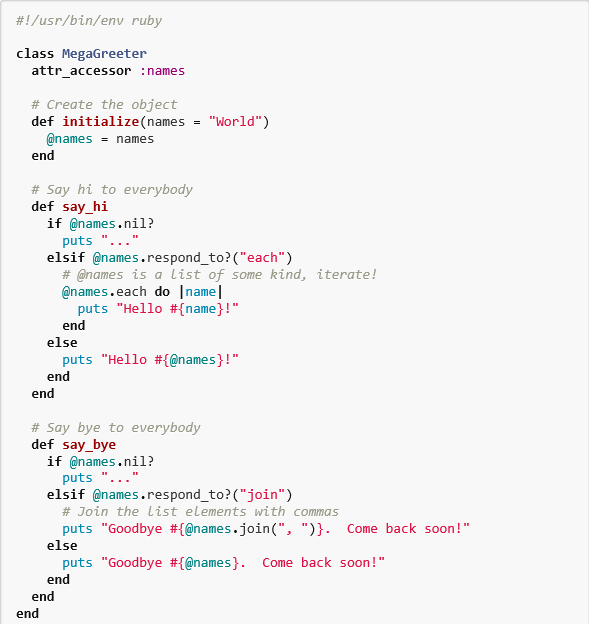 #!/usr/bin/env ruby

class MegaGreeter
  attr_accessor :names

  # Create the object
  def initialize(names = "World")
    @names = names
  end

  # Say hi to everybody
  def say_hi
    if @names.nil?
      puts "..."
    elsif @names.respond_to?("each")
      # @names is a list of some kind, iterate!
      @names.each do |name|
        puts "Hello #{name}!"
      end
    else
      puts "Hello #{@names}!"
    end
  end

  # Say bye to everybody
  def say_bye
    if @names.nil?
      puts "..."
    elsif @names.respond_to?("join")
      # Join the list elements with commas
      puts "Goodbye #{@names.join(", ")}.  Come back soon!"
    else
      puts "Goodbye #{@names}.  Come back soon!"
    end
  end
end